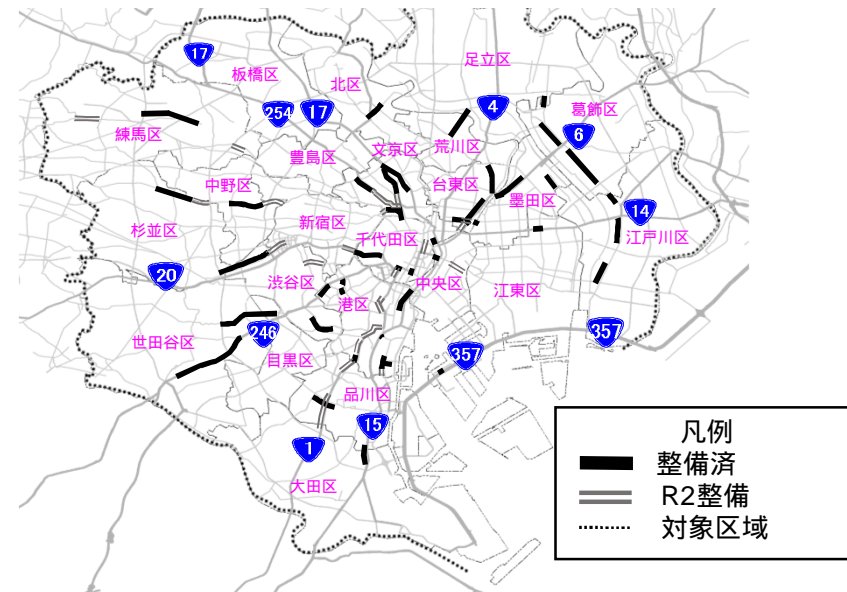 17
足立区
板橋区
北区
254
17
4
葛飾区
6
練馬区
荒川区
文京区
豊島区
台東区
中野区
墨田区
14
新宿区
杉並区
千代田区
江戸川区
20
渋谷区
中央区
江東区
港区
246
357
世田谷区
357
目黒区
品川区
15
1
大田区
凡例
整備済
R2整備
対象区域